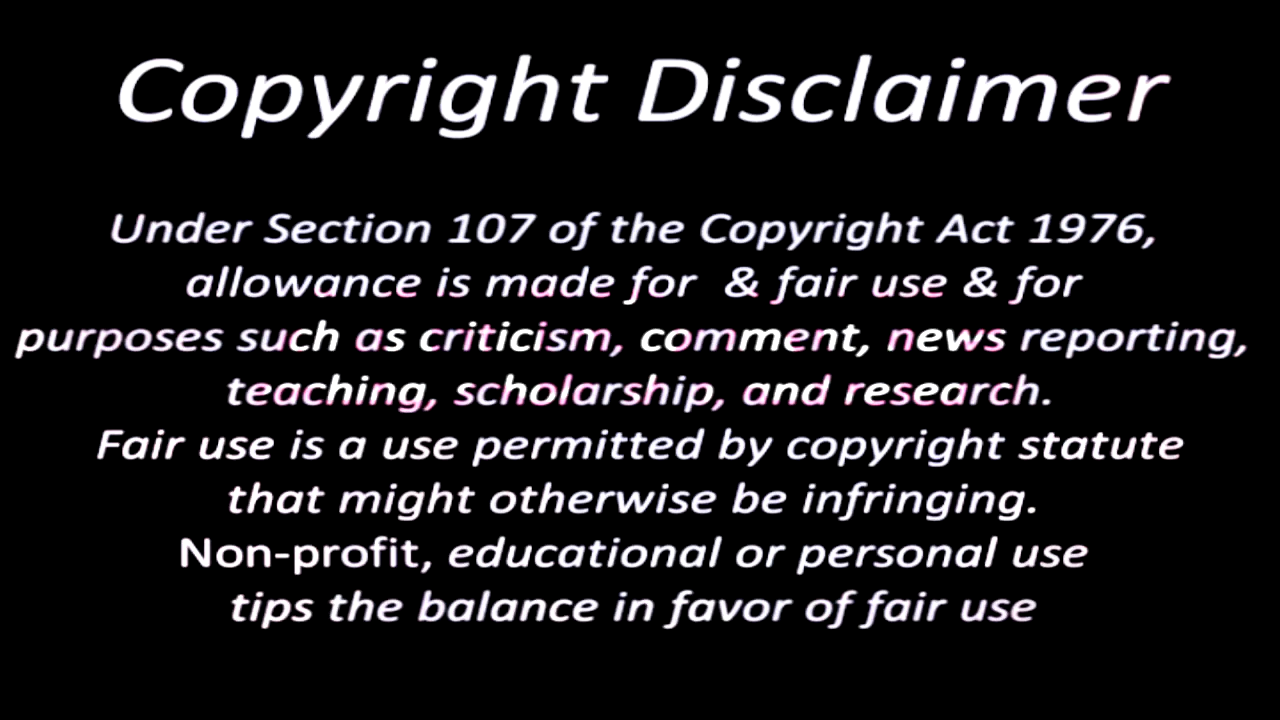 Copyright Disclaimer
Under Section 107 of the Copyright Act 1976,
allowance is made for & fair use & for
purposes such as criticism, comment, news reporting,
teaching, scholarship, and research.
Fair use is a use permitted by copyright statute
that might otherwise be infringing.
Non-profit, educational or personal use
tips the balance in favor of fair use